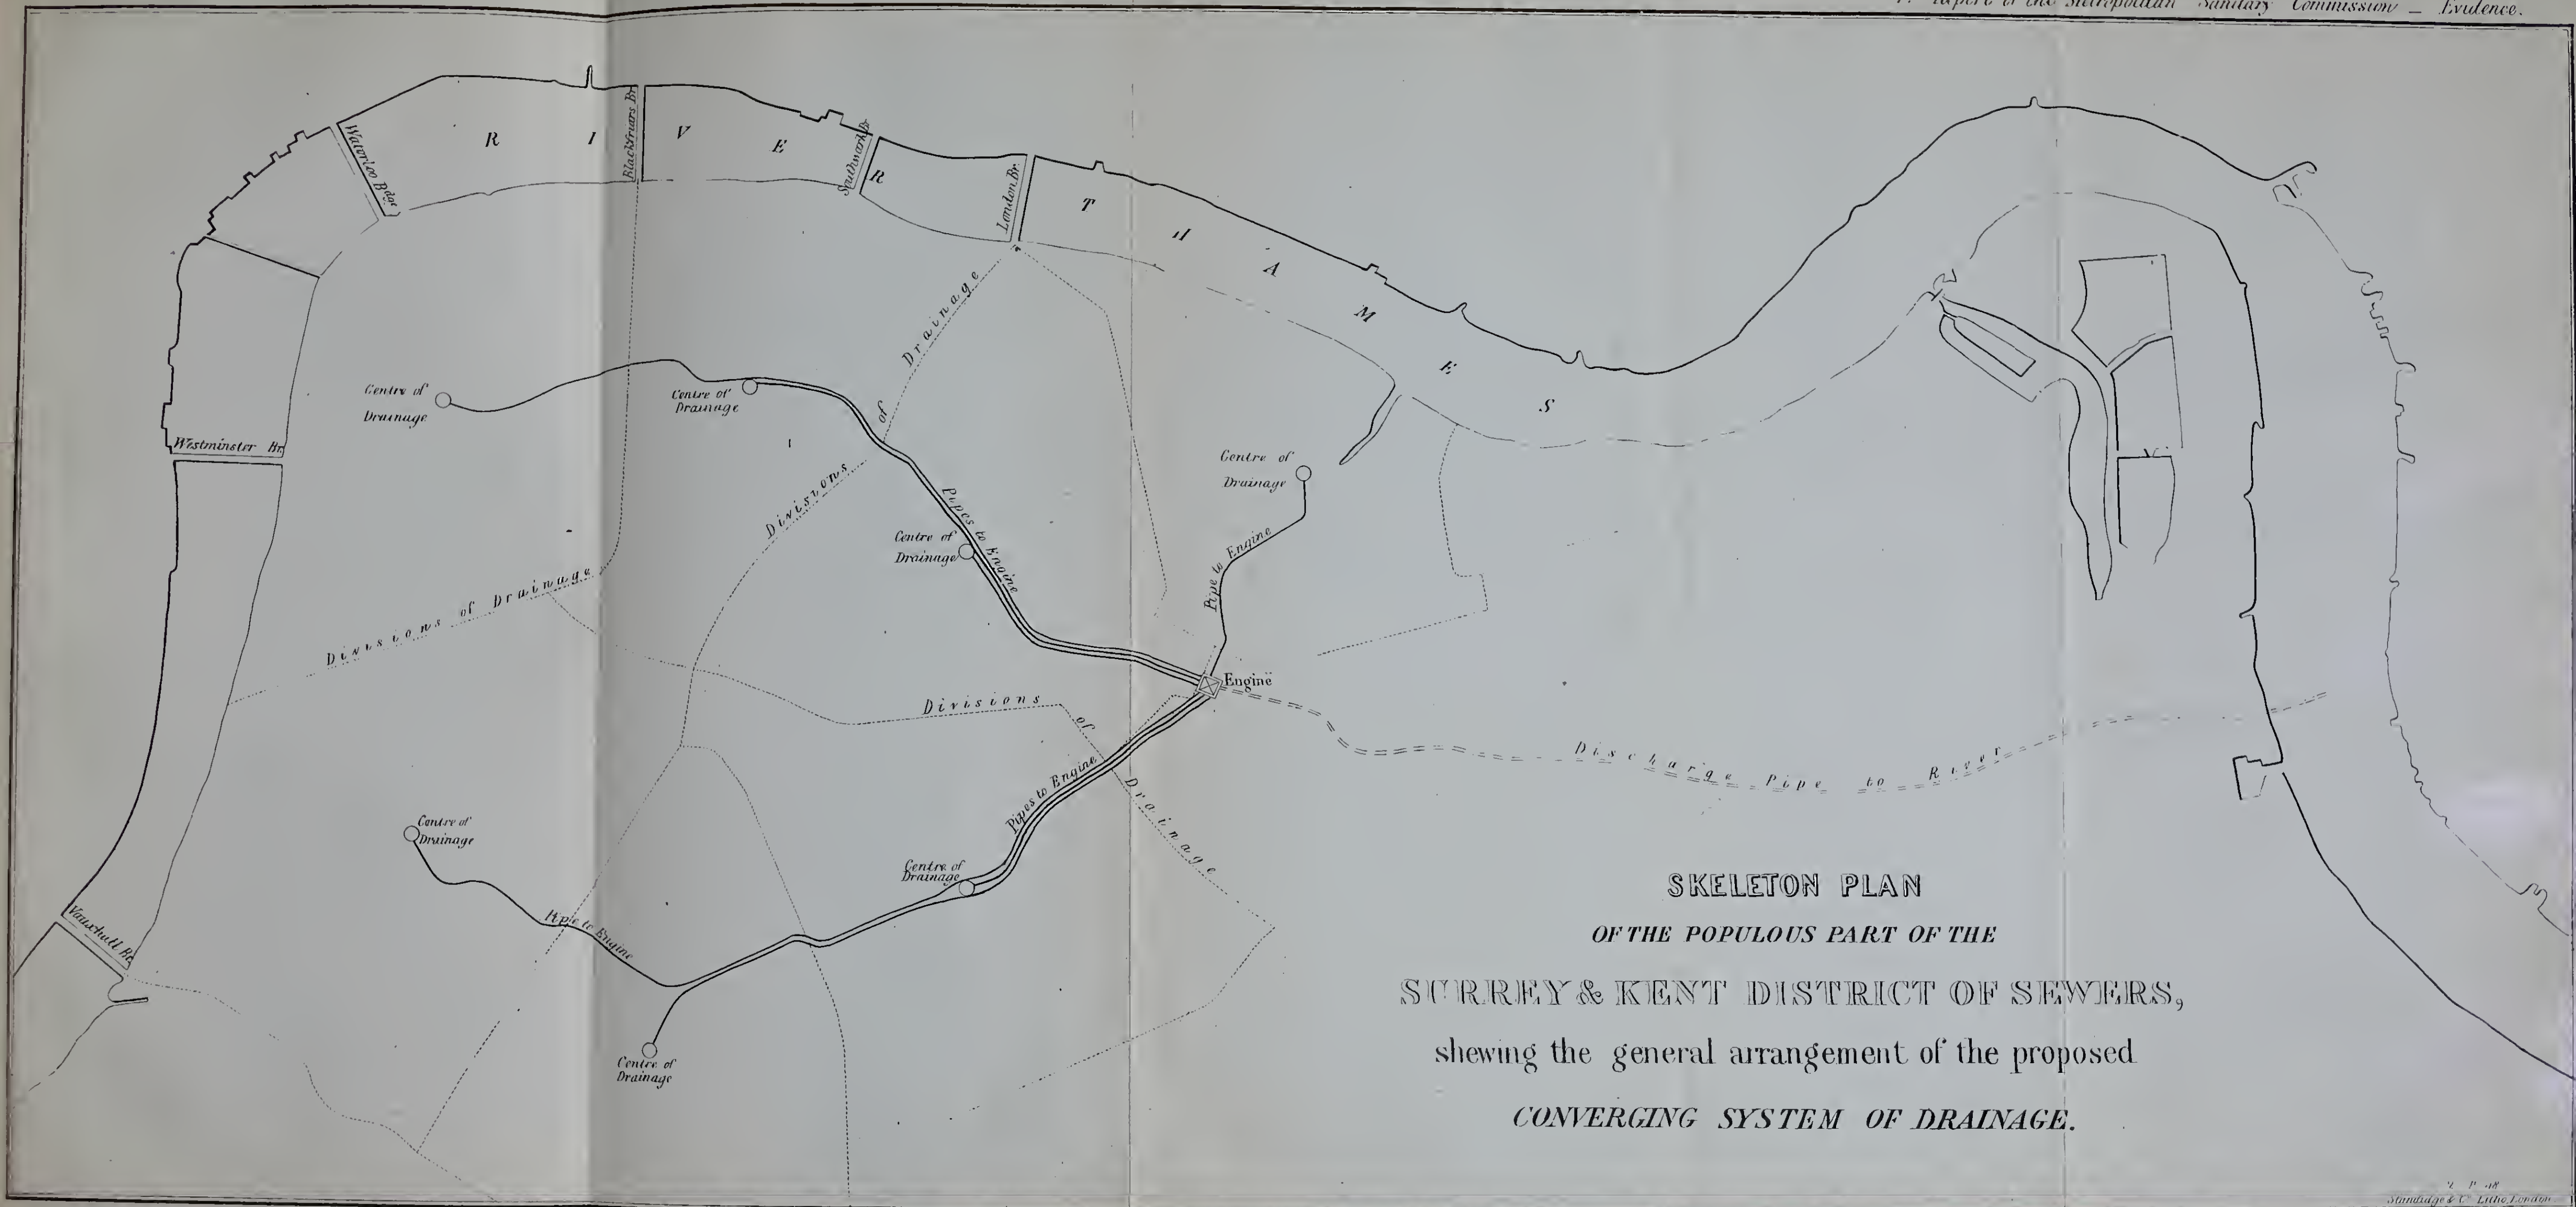 Report of the Metropolitan Sanitary Commission — Evidence.
RIVER THAMES
Waterloo Bdge
Blackfriars Br.
Southwark Br
London Br.
Westminster Br.
Vauxhall Br.
Centre of
Drainage
Centre of
Drainage
Divisions of Drainage
Pipes to Engine
Centre of
Drainage
Centre of
Drainage
Pipe to Engine
Divisions of Drainage
Engine
Divisions of Drainage
Discharge Pipe to River
Pipes to Engine
Centre of
Drainage
Centre of
Drainage
Pipe to Engine
Centre of
Drainage
SKELETON PLAN
OF THE POPULOUS PART OF THE
SURREY & KENT DISTRICT OF SEWERS,
shewing the general arrangement of the proposed
CONVERGING SYSTEM OF DRAINAGE.
Standidge & Co. Litho, London